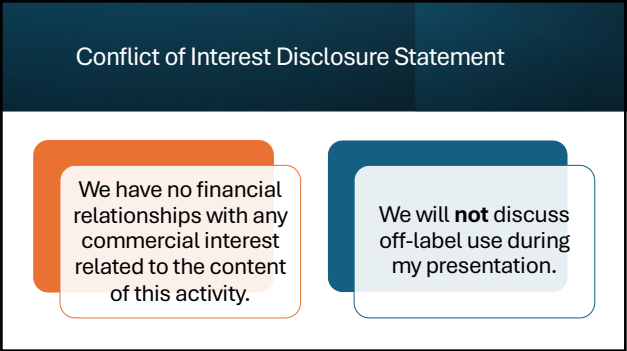 Conflict of Interest Disclosure Statement
We have no financial
relationships with any
commercial interest
related to the content
of this activity.
We will not discuss
off-label use during
my presentation.